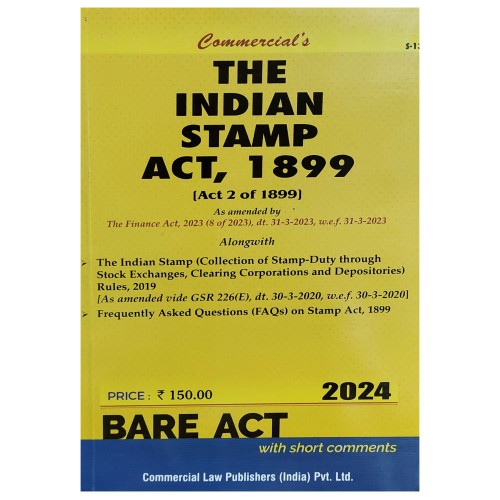 Commercial's
THE
INDIAN
STAMP
ACT, 1899
[Act 2 of 1899]
As amended by
The Finance Act, 2023 (8 of 2023), dt. 31-3-2023, w.e.f. 31-3-2023
Alongwith
The Indian Stamp (Collection of Stamp-Duty through
Stock Exchanges, Clearing Corporations and Depositories)
Rules, 2019
[As amended vide GSR 226(E), dt. 30-3-2020, w.e.f. 30-3-2020]
Frequently Asked Questions (FAQs) on Stamp Act, 1899
PRICE : ₹ 150.00
2024
BARE ACT
with short comments
Commercial Law Publishers (India) Pvt. Ltd.